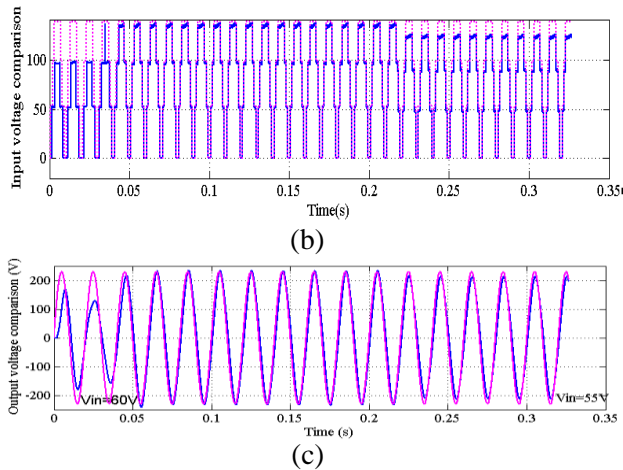 Input voltage comparison
100
50
0
0 0.05 0.1 0.15 0.2 0.25 0.3 0.35
Time(s)
(b)
Output voltage comparison (V)
200
100
0
-100
-200
Vin=60V
Vin=55V
0 0.05 0.1 0.15 0.2 0.25 0.3 0.35
Time (s)
(c)